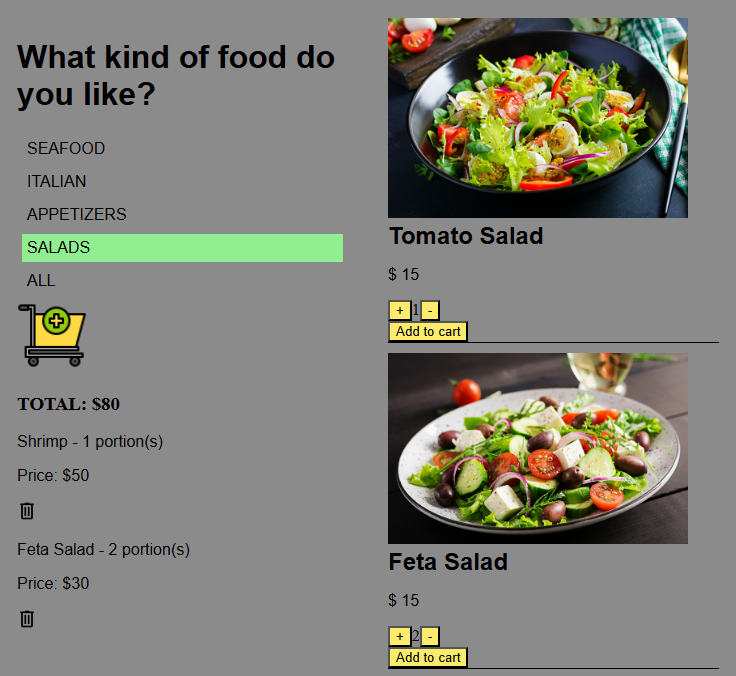 What kind of food do
you like?
SEAFOOD
ITALIAN
APPETIZERS
SALADS
ALL
TOTAL: $80
Shrimp - 1 portion(s)
Price: $50
Feta Salad - 2 portion(s)
Price: $30
Tomato Salad
$ 15
+ 1 -
Add to cart
Feta Salad
$ 15
+ 2 -
Add to cart